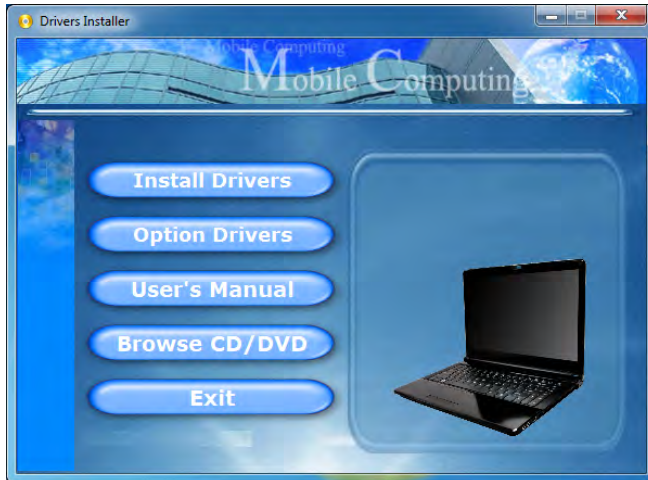 Drivers Installer
Mobile Computing
Mobile Computing
Install Drivers
Option Drivers
User's Manual
Browse CD/DVD
Exit